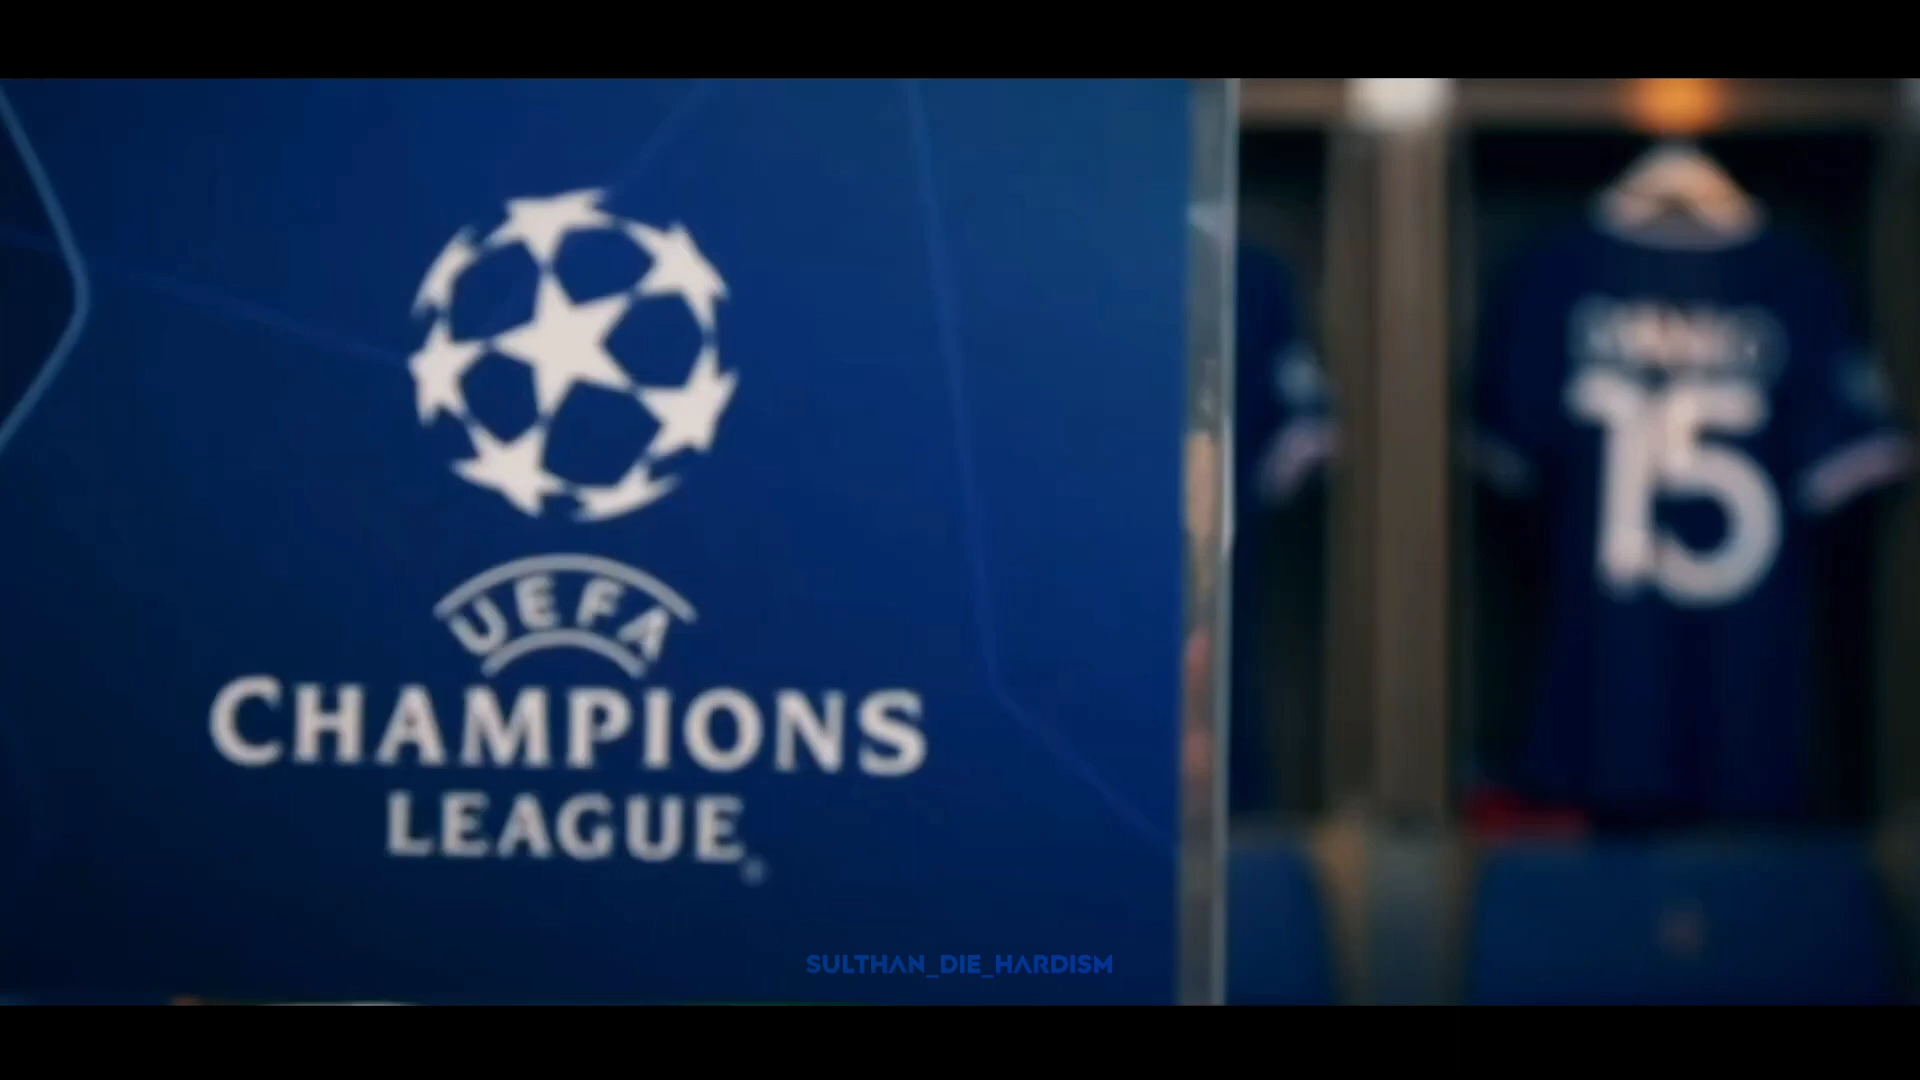 UEFA
CHAMPIONS
LEAGUE
15
SULTHAN_DIE_HARDISM